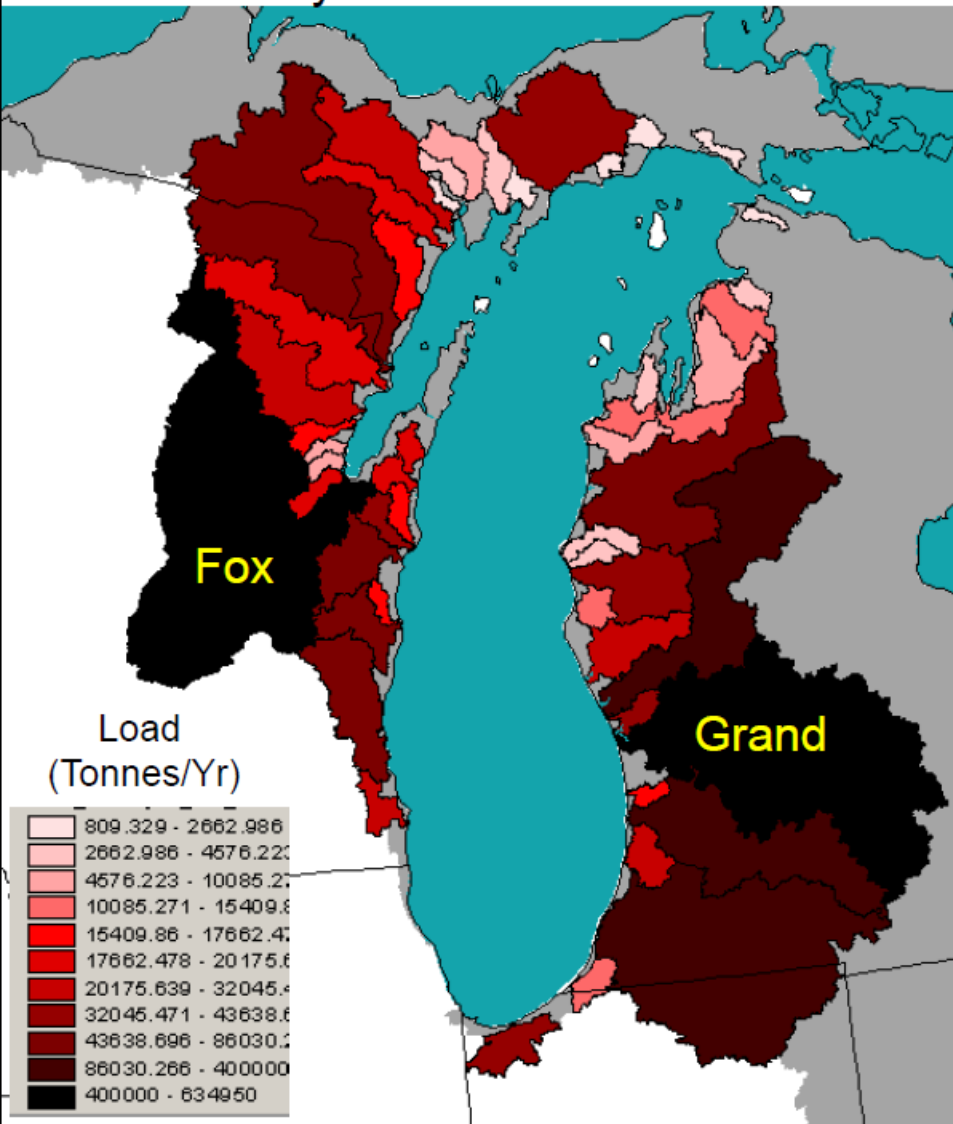 Fox
Grand
Load
(Tonnes/Yr)
809.329 - 2662.986
2662.986 - 4576.223
4576.223 - 10085.2
10085.271 - 15409.8
15409.86 - 17662.47
17662.478 - 20175.6
20175.639 - 32045.4
32045.471 - 43638.6
43638.696 - 86030.2
86030.266 - 400000
400000 - 634950